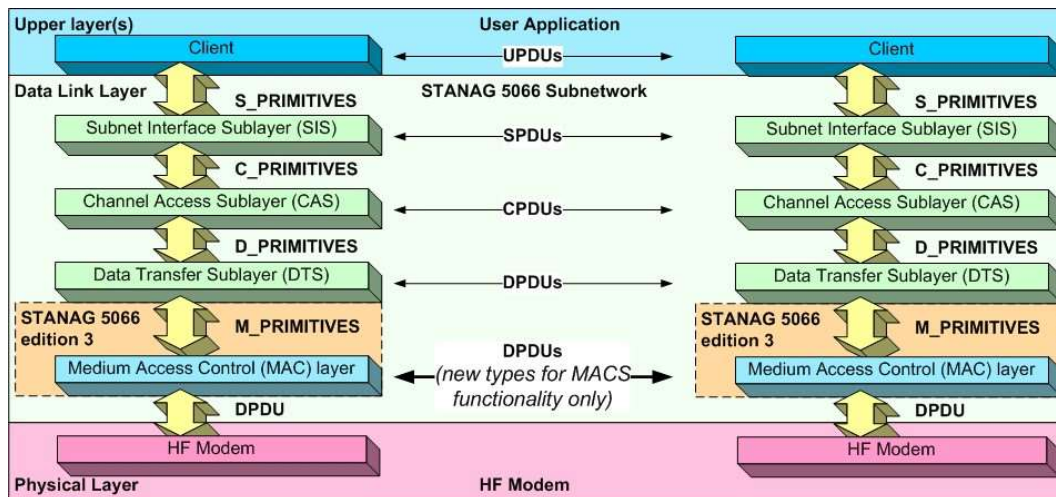 Upper layer(s)
User Application
Client
UPDUs
Client
Data Link Layer
STANAG 5066 Subnetwork
S_PRIMITIVES
S_PRIMITIVES
Subnet Interface Sublayer (SIS)
SPDUs
Subnet Interface Sublayer (SIS)
C_PRIMITIVES
C_PRIMITIVES
Channel Access Sublayer (CAS)
CPDUs
Channel Access Sublayer (CAS)
D_PRIMITIVES
D_PRIMITIVES
Data Transfer Sublayer (DTS)
DPDUs
Data Transfer Sublayer (DTS)
STANAG 5066
edition 3
M_PRIMITIVES
STANAG 5066
edition 3
M_PRIMITIVES
Medium Access Control (MAC) layer
DPDUs
(new types for MACS
functionality only)
Medium Access Control (MAC) layer
DPDU
DPDU
HF Modem
HF Modem
Physical Layer
HF Modem